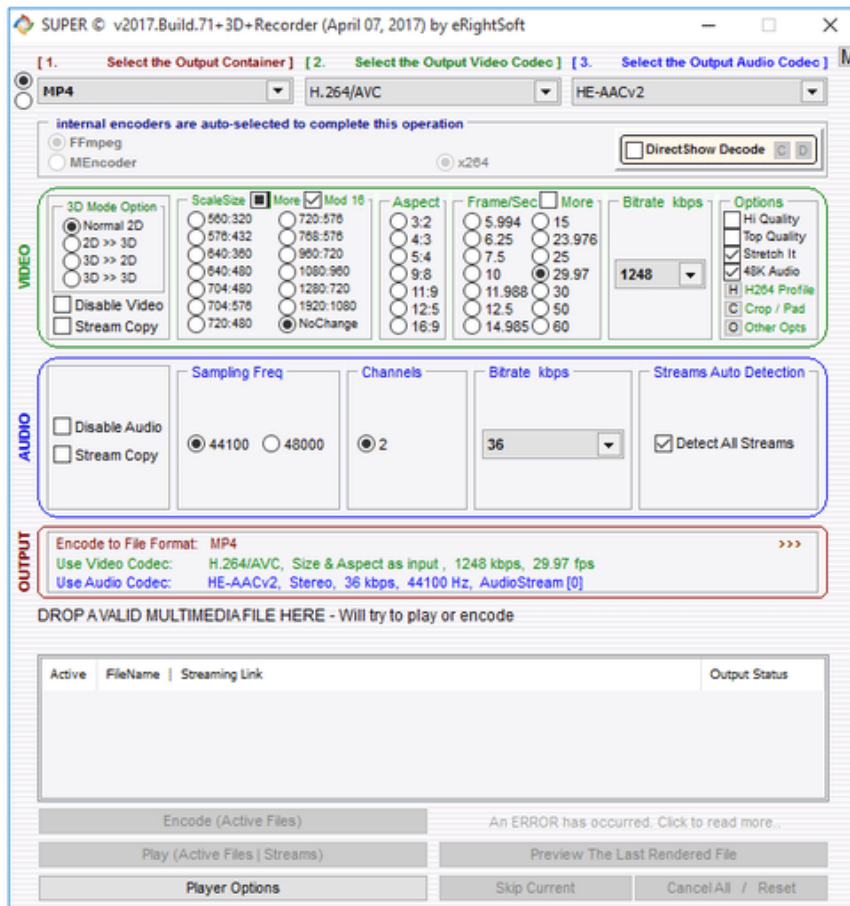 SUPER © v2017.Build.71+3D+Recorder (April 07, 2017) by eRightSoft
[ 1. Select the Output Container ] [ 2. Select the Output Video Codec ] [ 3. Select the Output Audio Codec ] M
MP4 H.264/AVC HE-AACv2
internal encoders are auto-selected to complete this operation
FFmpeg
MEncoder x264 DirectShow Decode C D
VIDEO
3D Mode Option
Normal 2D
2D >> 3D
3D >> 2D
3D >> 3D
Disable Video
Stream Copy
ScaleSize More Mod 16
560:320 720:576
576:432 768:576
640:360 960:720
640:480 1080:960
704:480 1280:720
704:576 1920:1080
720:480 NoChange
Aspect
3:2
4:3
5:4
9:8
11:9
12:5
16:9
Frame/Sec More
5.994 15
6.25 23.976
7.5 25
10 29.97
11.988 30
12.5 50
14.985 60
Bitrate kbps
1248
Options
Hi Quality
Top Quality
Stretch It
48K Audio
H H264 Profile
C Crop / Pad
O Other Opts
AUDIO
Disable Audio
Stream Copy
Sampling Freq
44100 48000
Channels
2
Bitrate kbps
36
Streams Auto Detection
Detect All Streams
OUTPUT
Encode to File Format: MP4 >>>
Use Video Codec: H.264/AVC, Size & Aspect as input , 1248 kbps, 29.97 fps
Use Audio Codec: HE-AACv2, Stereo, 36 kbps, 44100 Hz, AudioStream [0]
DROP A VALID MULTIMEDIA FILE HERE - Will try to play or encode
Active FileName | Streaming Link Output Status
Encode (Active Files) An ERROR has occurred. Click to read more..
Play (Active Files | Streams) Preview The Last Rendered File
Player Options Skip Current Cancel All / Reset